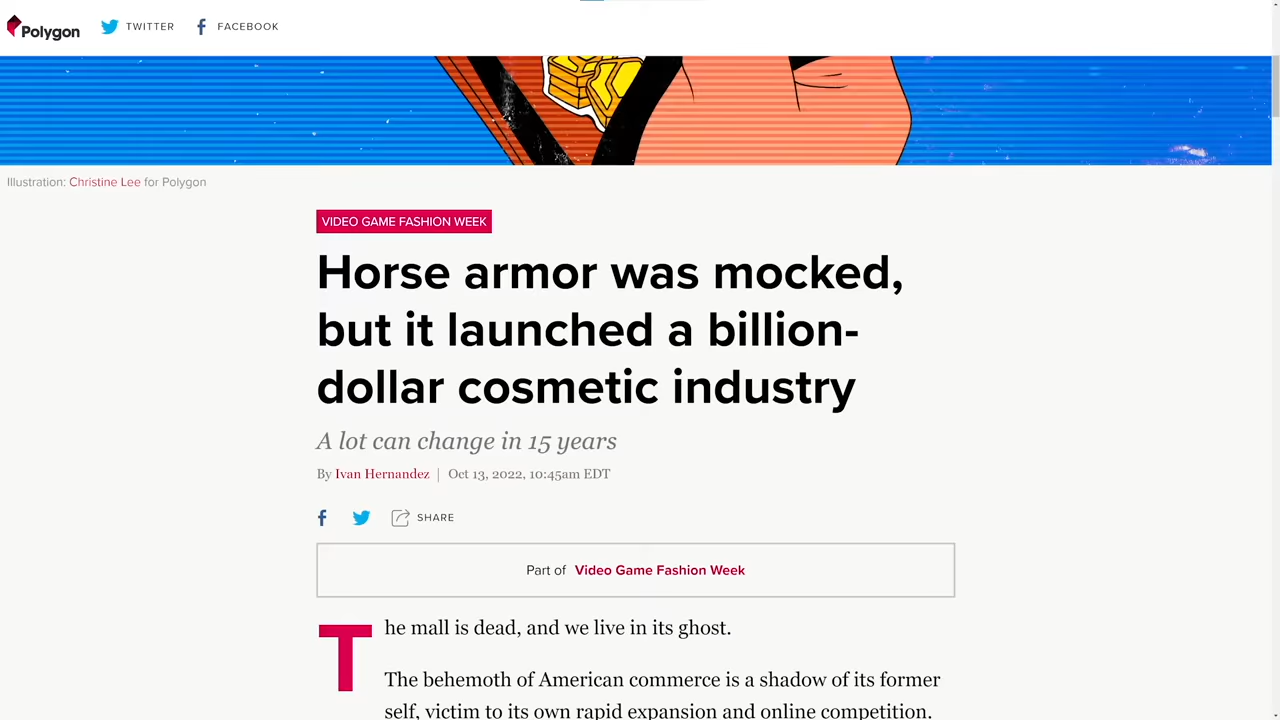 Polygon TWITTER FACEBOOK
Illustration: Christine Lee for Polygon
VIDEO GAME FASHION WEEK
Horse armor was mocked,
but it launched a billion-
dollar cosmetic industry
A lot can change in 15 years
By Ivan Hernandez | Oct 13, 2022, 10:45am EDT
SHARE
Part of Video Game Fashion Week
The mall is dead, and we live in its ghost.
The behemoth of American commerce is a shadow of its former
self, victim to its own rapid expansion and online competition.